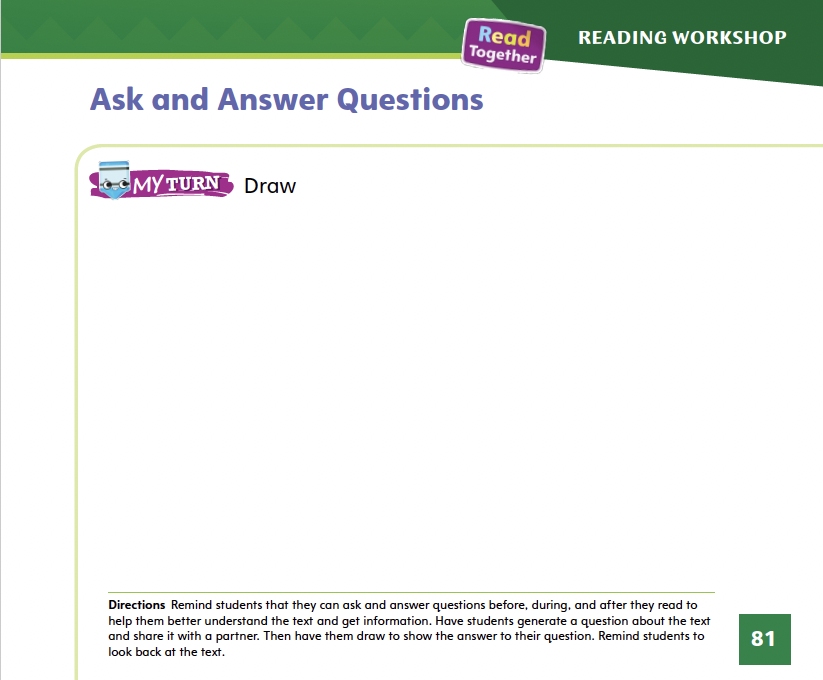 Read
Together
READING WORKSHOP
Ask and Answer Questions
MY TURN Draw
Directions Remind students that they can ask and answer questions before, during, and after they read to
help them better understand the text and get information. Have students generate a question about the text
and share it with a partner. Then have them draw to show the answer to their question. Remind students to
look back at the text.
81